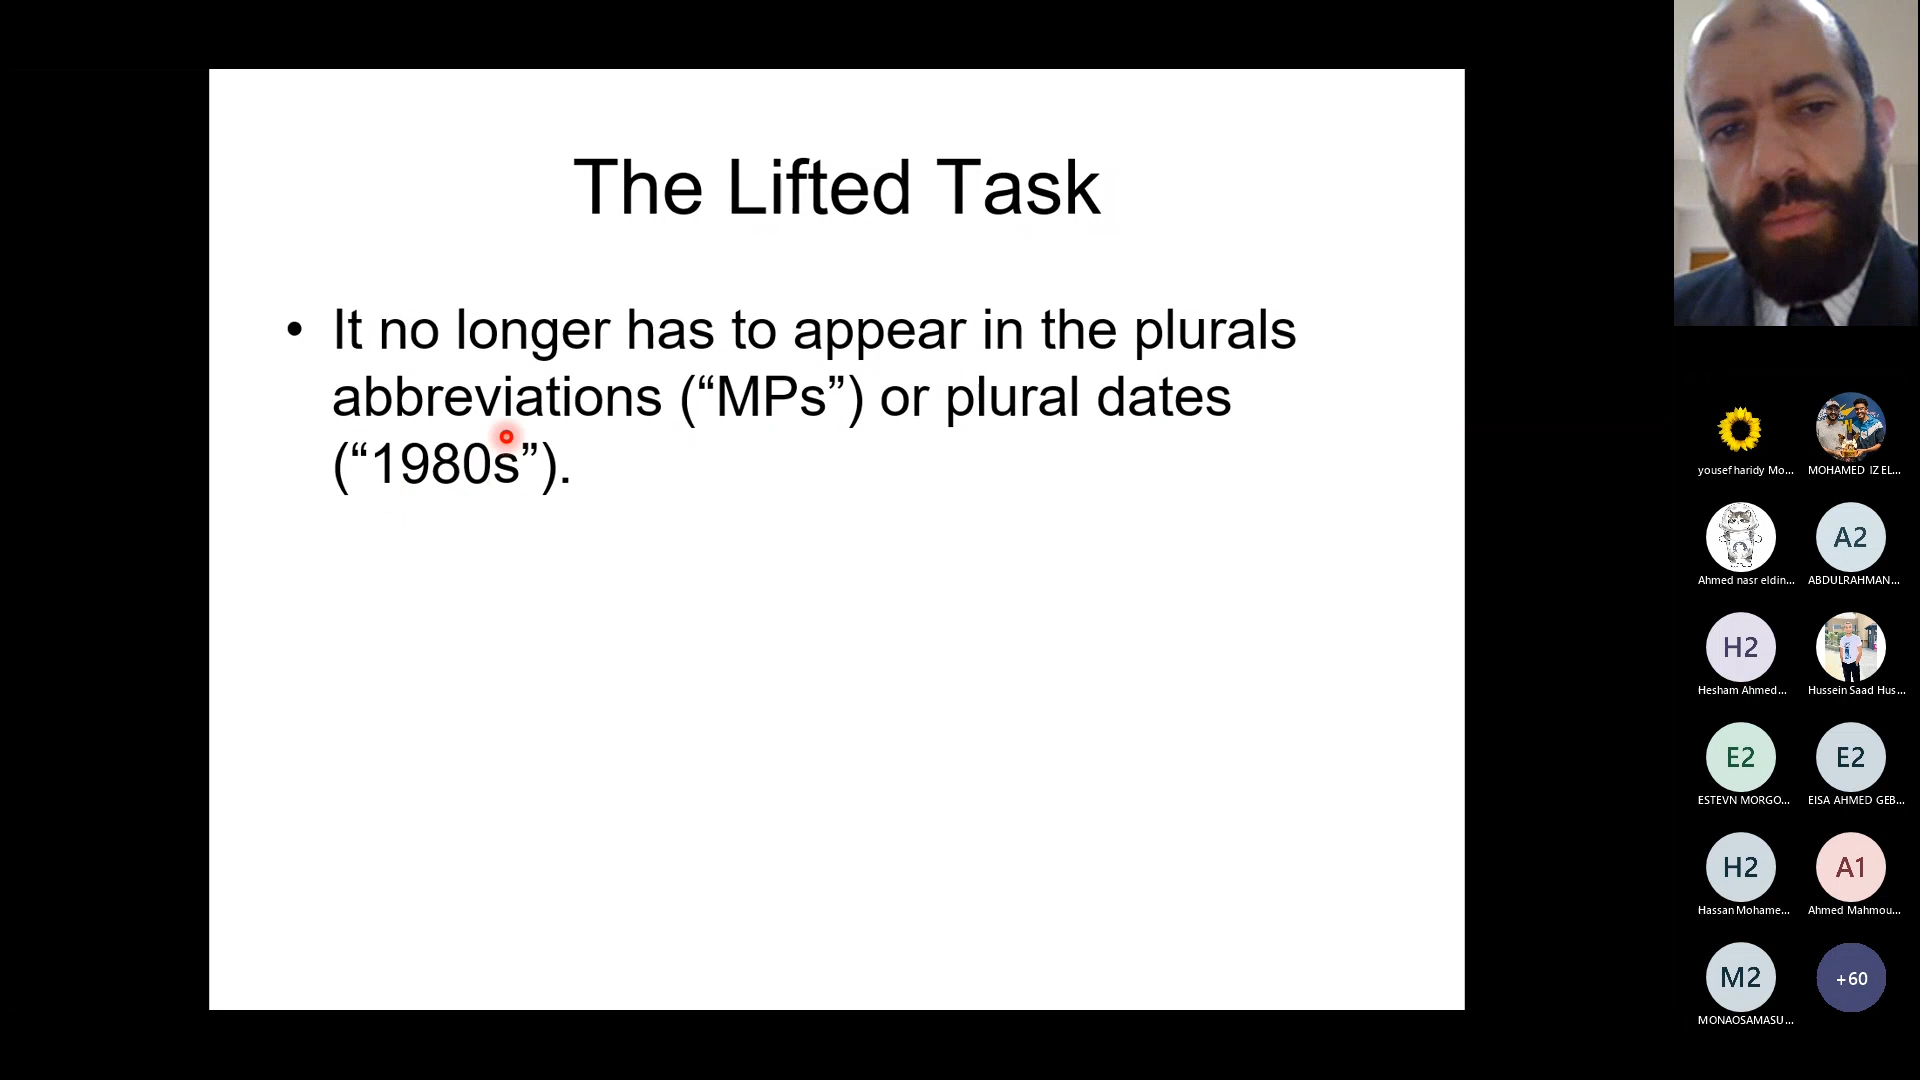 The Lifted Task
• It no longer has to appear in the plurals
abbreviations (“MPs”) or plural dates
(“1980s”).
yousef haridy Mo...
MOHAMED IZ EL...
Ahmed nasr eldin...
A2
ABDULRAHMAN...
H2
Hesham Ahmed...
Hussein Saad Hus...
E2
ESTEVN MORGO...
E2
EISA AHMED GEB...
H2
Hassan Mohame...
A1
Ahmed Mahmou...
M2
MONAOSAMASU...
+60